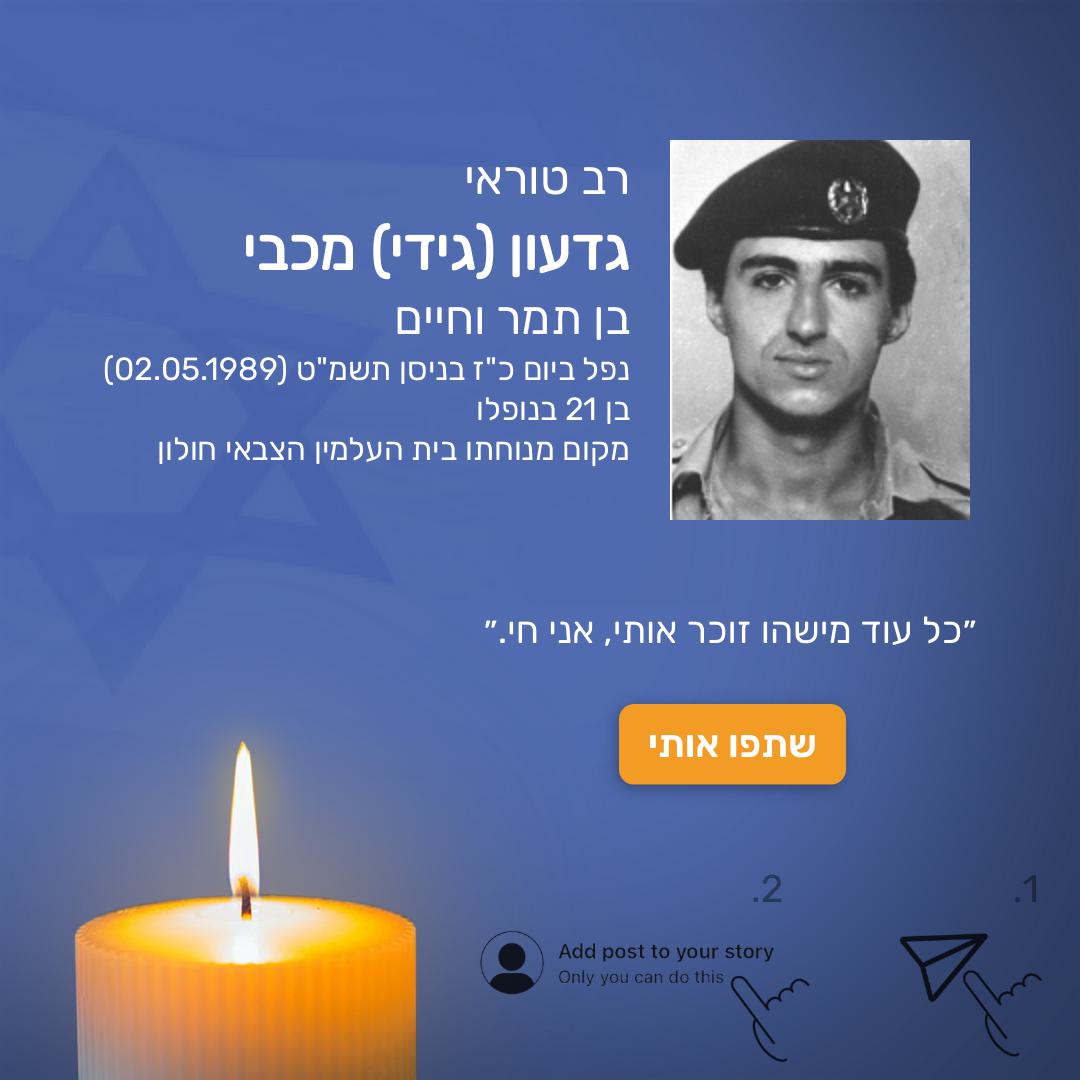 רב טוראי
גדעון (גידי) מכבי
בן תמר וחיים
נפל ביום כ"ז בניסן תשמ"ט (02.05.1989)
בן 21 בנופלו
מקום מנוחתו בית העלמין הצבאי חולון
״כל עוד מישהו זוכר אותי, אני חי.״
שתפו אותי
1.
2.
Add post to your story
Only you can do this